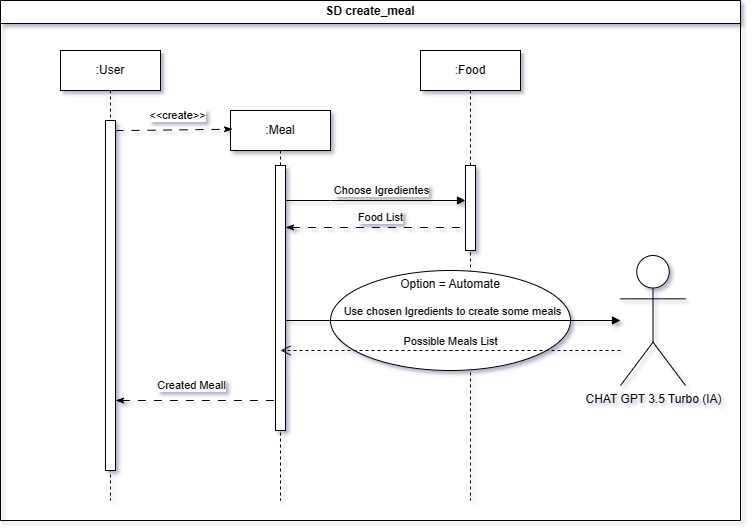 SD create_meal
:User
:Food
<<create>>
:Meal
Choose Igredientes
Food List
Option = Automate
Use chosen Igredients to create some meals
Possible Meals List
Created Meall
CHAT GPT 3.5 Turbo (IA)